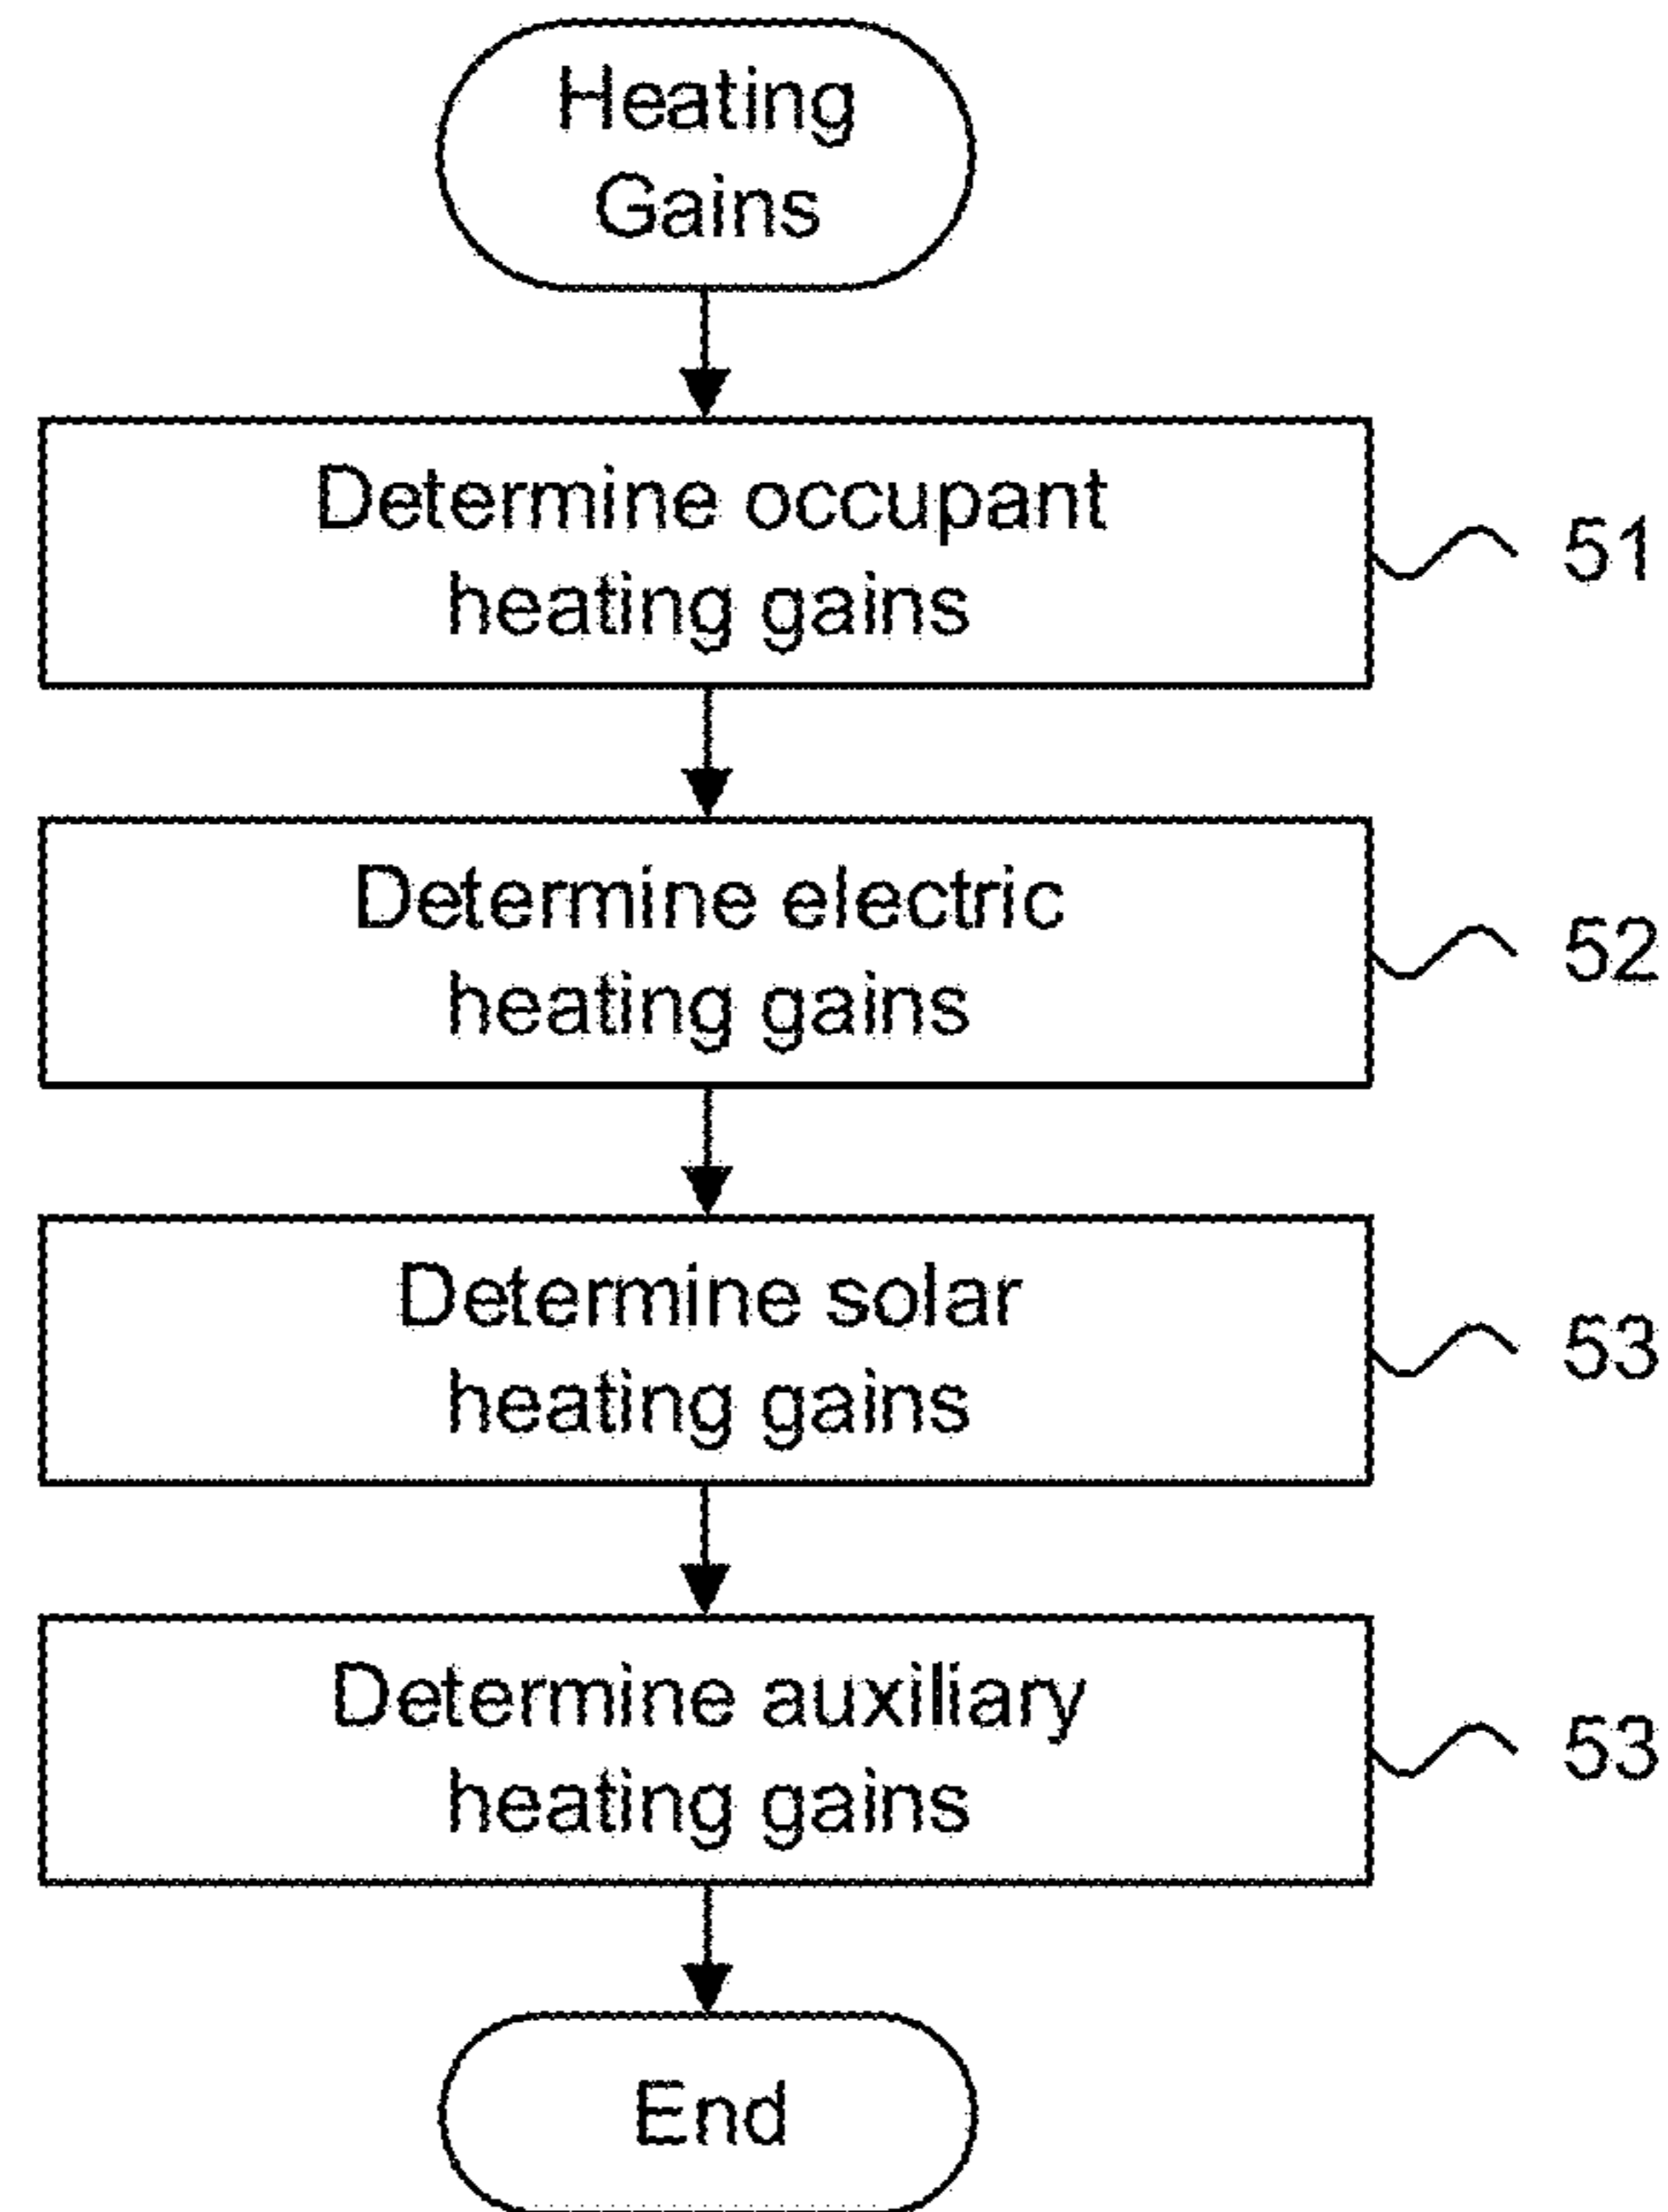 Heating
Gains
Determine occupant
heating gains
51
Determine electric
heating gains
52
Determine solar
heating gains
53
Determine auxiliary
heating gains
53
End